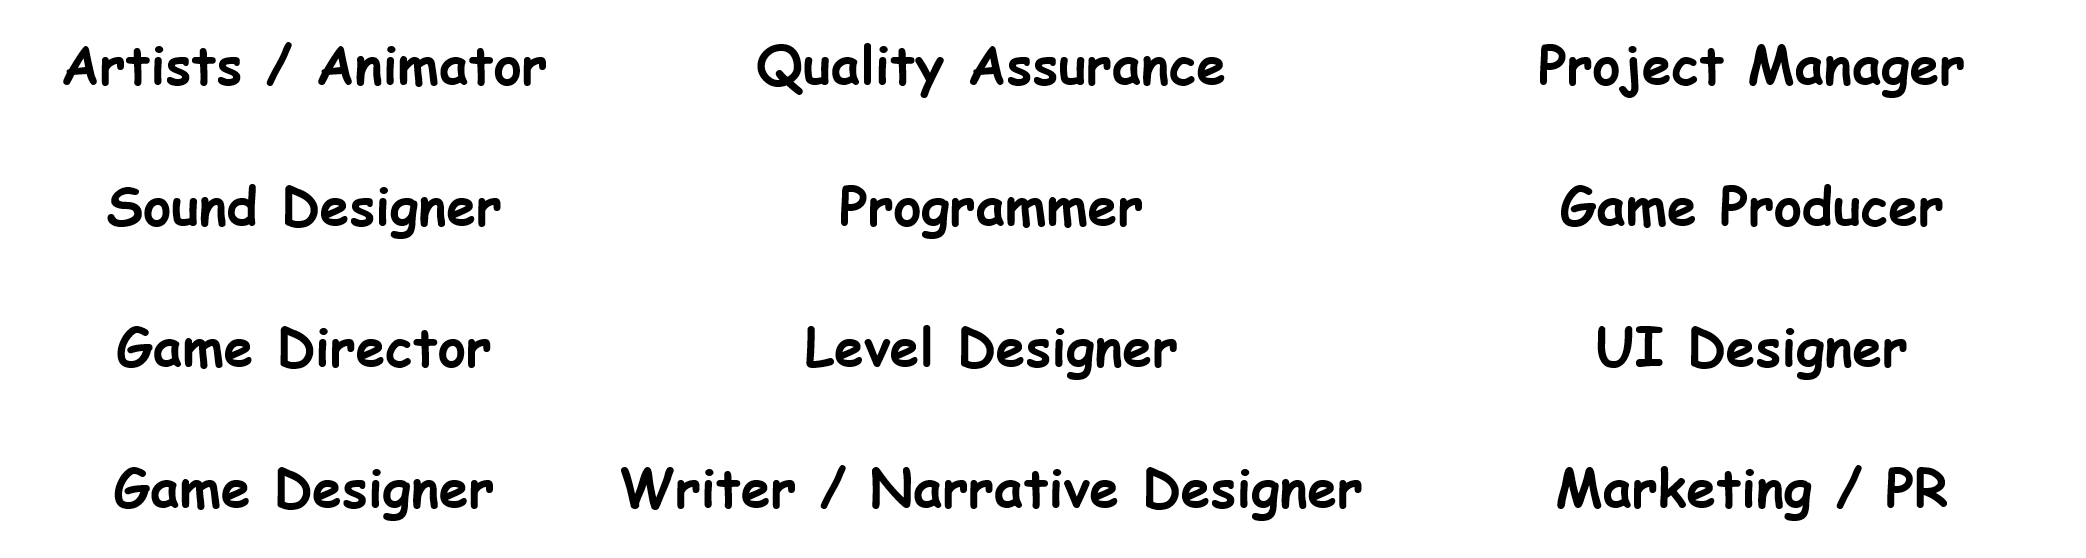 Artists / Animator Quality Assurance Project Manager
Sound Designer Programmer Game Producer
Game Director Level Designer UI Designer
Game Designer Writer / Narrative Designer Marketing / PR